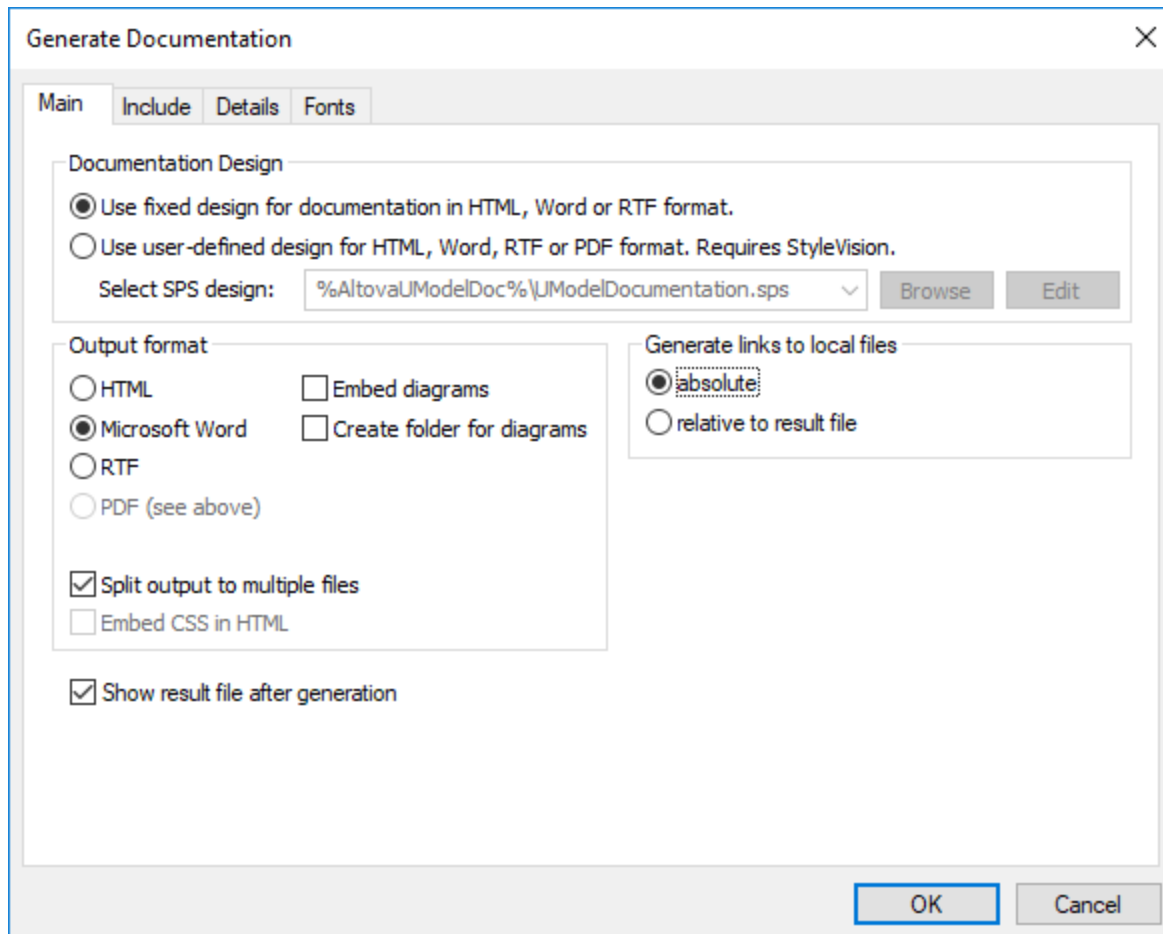 Generate Documentation
Main Include Details Fonts
Documentation Design
Use fixed design for documentation in HTML, Word or RTF format.
Use user-defined design for HTML, Word, RTF or PDF format. Requires StyleVision.
Select SPS design: %AltovaUModelDoc%\UModelDocumentation.sps Browse Edit
Output format
HTML Embed diagrams
Microsoft Word Create folder for diagrams
RTF
PDF (see above)
Split output to multiple files
Embed CSS in HTML
Generate links to local files
absolute
relative to result file
Show result file after generation
OK Cancel